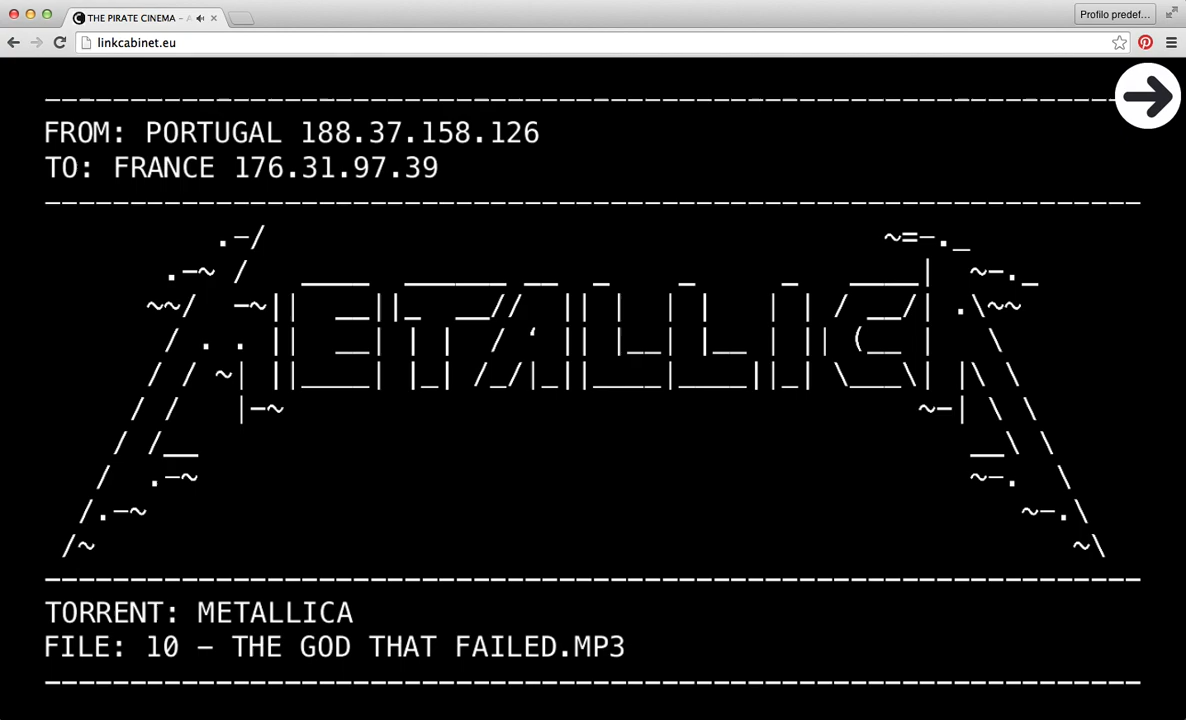 THE PIRATE CINEMA – A
Profilo predef...
linkcabinet.eu
FROM: PORTUGAL 188.37.158.126
TO: FRANCE 176.31.97.39
METALLICA
TORRENT: METALLICA
FILE: 10 – THE GOD THAT FAILED.MP3